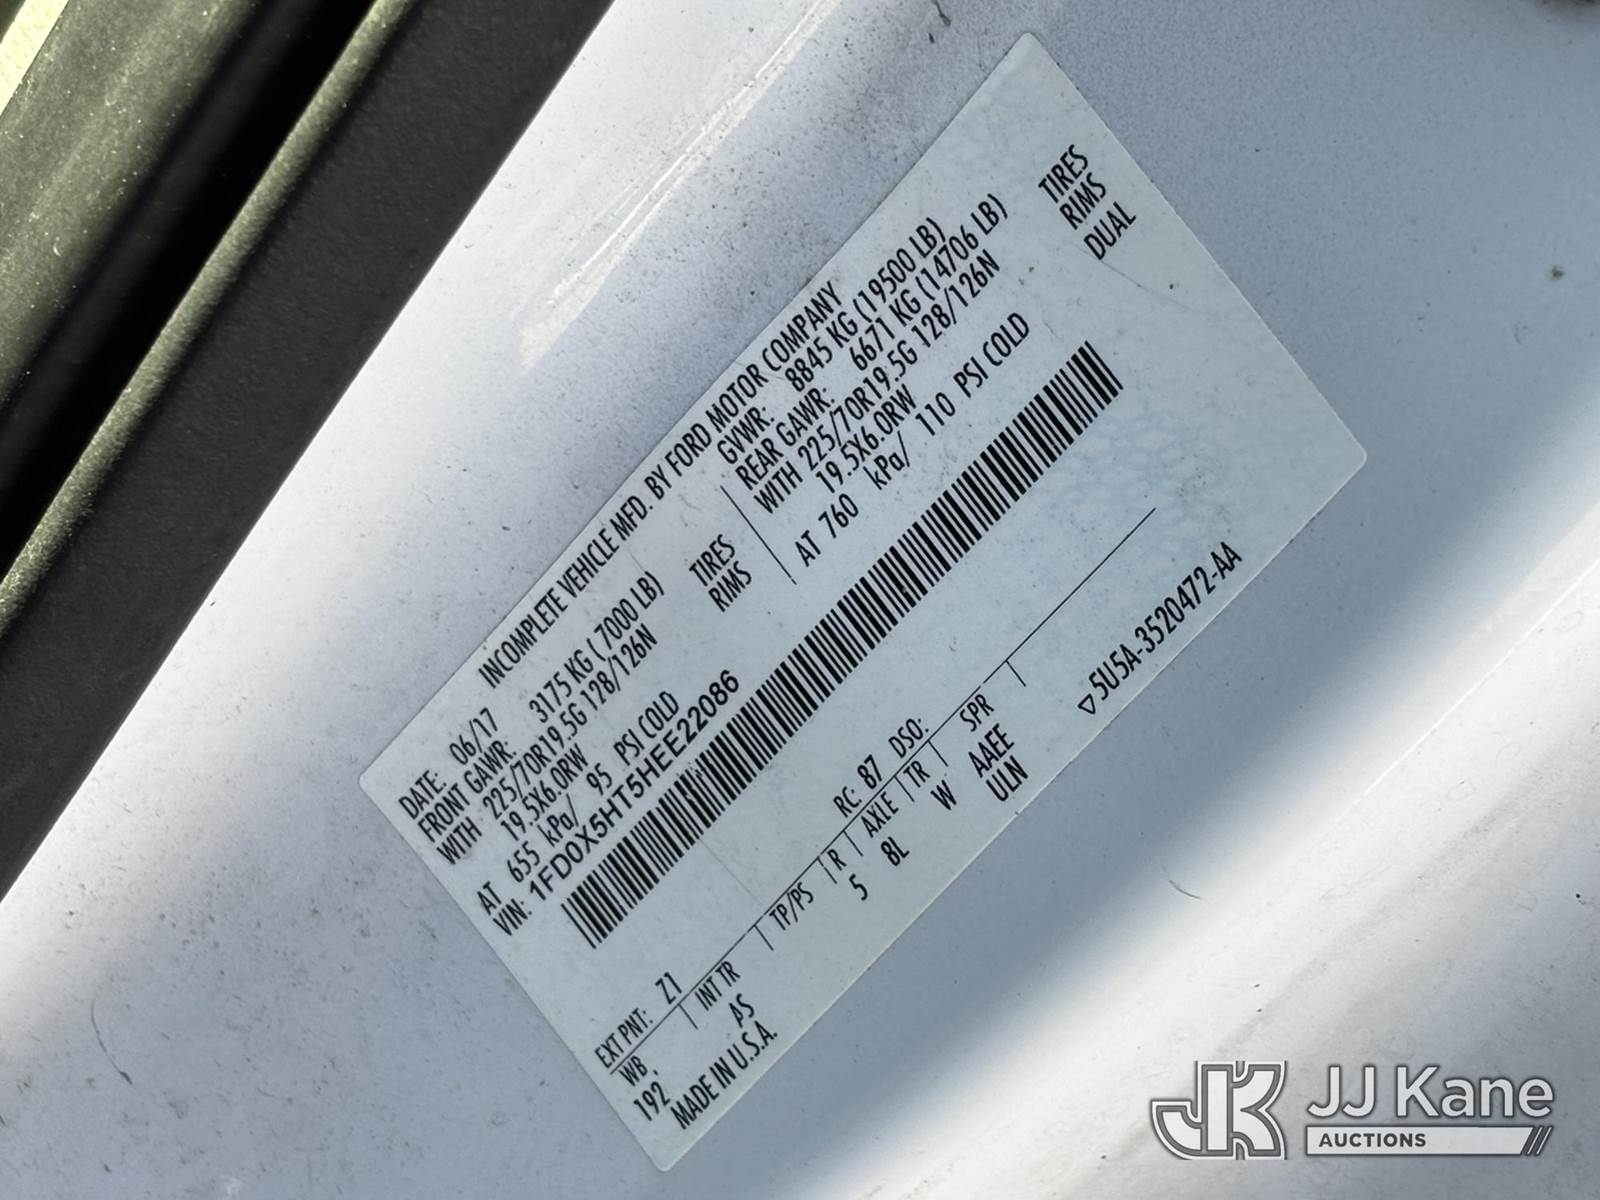 INCOMPLETE VEHICLE MFD. BY FORD MOTOR COMPANY
DATE: 06/17 GVWR: 8845 KG (19500 LB)
FRONT GAWR: 3175 KG ( 7000 LB) REAR GAWR: 6671 KG (14706 LB)
WITH 225/70R19.5G 128/126N TIRES WITH 225/70R19.5G 128/126N TIRES
19.5X6.0RW RIMS 19.5X6.0RW RIMS
AT 655 kPa/ 95 PSI COLD AT 760 kPa/ 110 PSI COLD DUAL
VIN: 1FD0X5HT5HEE22086
EXT PNT: Z1 RC: 87 DSO:
WB INT TR TP/PS R AXLE TR SPR
192 AS 5 8L W AAEE
MADE IN U.S.A. ULN
▽5U5A-3520472-AA
JK JJ Kane
AUCTIONS